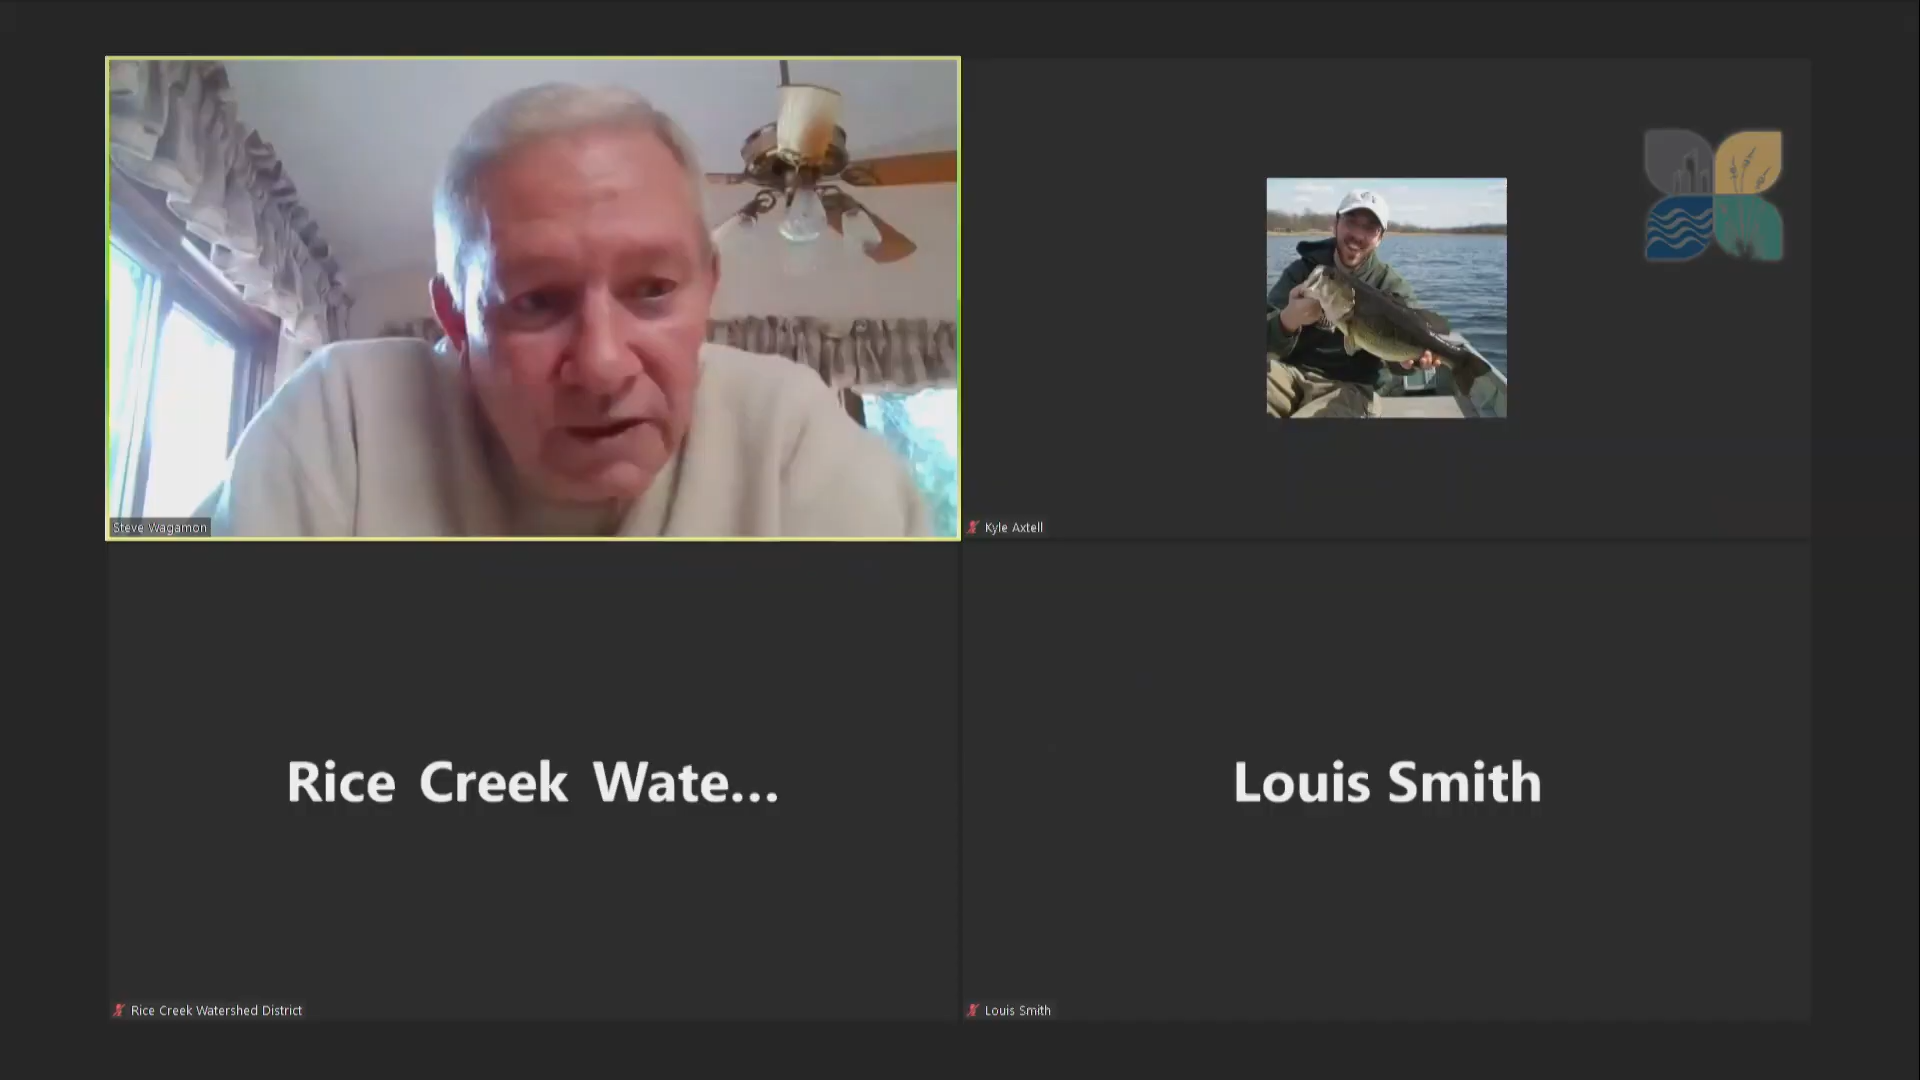 Steve Wagamon
Kyle Axtell
Rice Creek Wate...
Louis Smith
Rice Creek Watershed District
Louis Smith